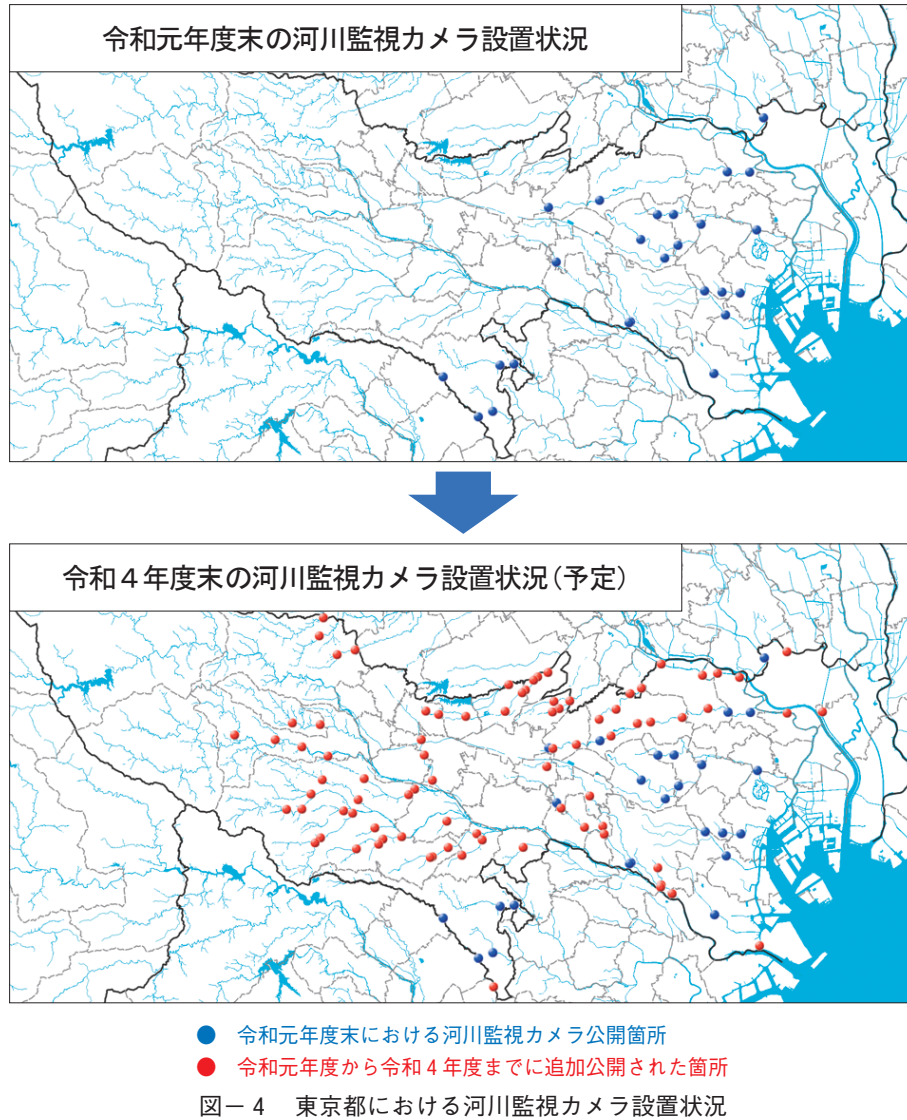 令和元年度末の河川監視カメラ設置状況
令和４年度末の河川監視カメラ設置状況（予定）
● 令和元年度末における河川監視カメラ公開箇所
● 令和元年度から令和４年度までに追加公開された箇所
図－４　東京都における河川監視カメラ設置状況